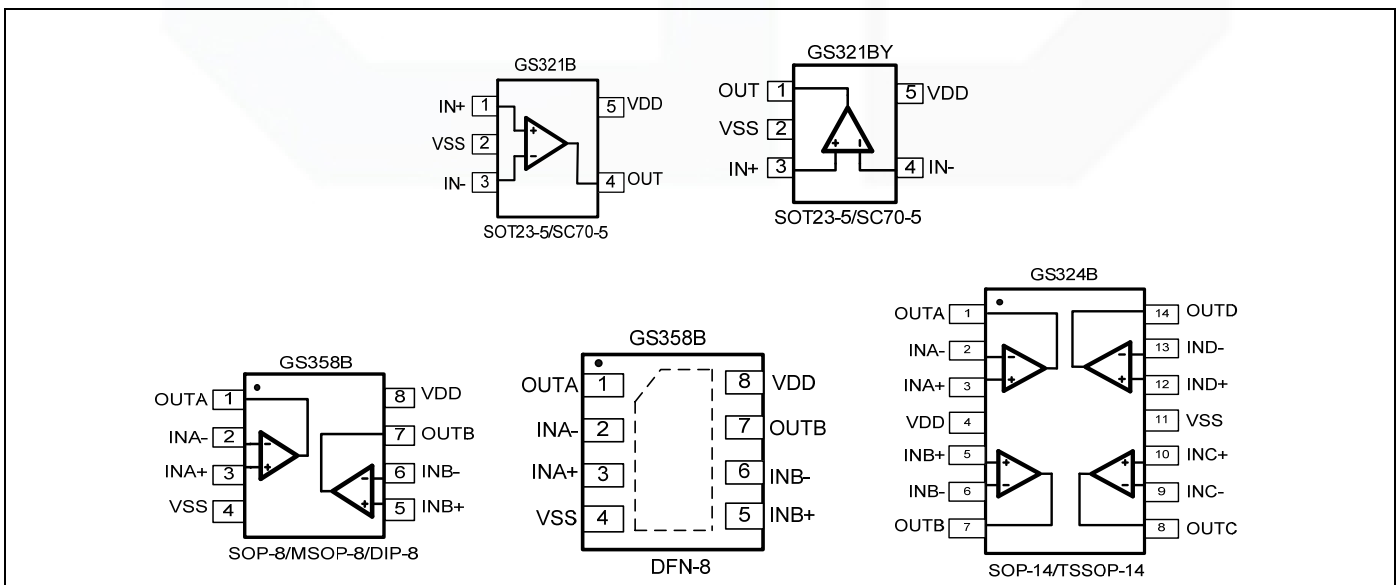 GS321B
IN+ 1
5 VDD
VSS 2
IN- 3
4 OUT
+
-
SOT23-5/SC70-5
GS321BY
OUT 1
5 VDD
VSS 2
IN+ 3
4 IN-
+ -
SOT23-5/SC70-5
GS358B
OUTA 1
8 VDD
INA- 2
7 OUTB
INA+ 3
6 INB-
VSS 4
5 INB+
- -
+ +
SOP-8/MSOP-8/DIP-8
GS358B
OUTA 1
8 VDD
INA- 2
7 OUTB
INA+ 3
6 INB-
VSS 4
5 INB+
DFN-8
GS324B
OUTA 1
14 OUTD
INA- 2
13 IND-
INA+ 3
12 IND+
VDD 4
11 VSS
INB+ 5
10 INC+
INB- 6
9 INC-
OUTB 7
8 OUTC
- -
+ +
+ +
- -
SOP-14/TSSOP-14